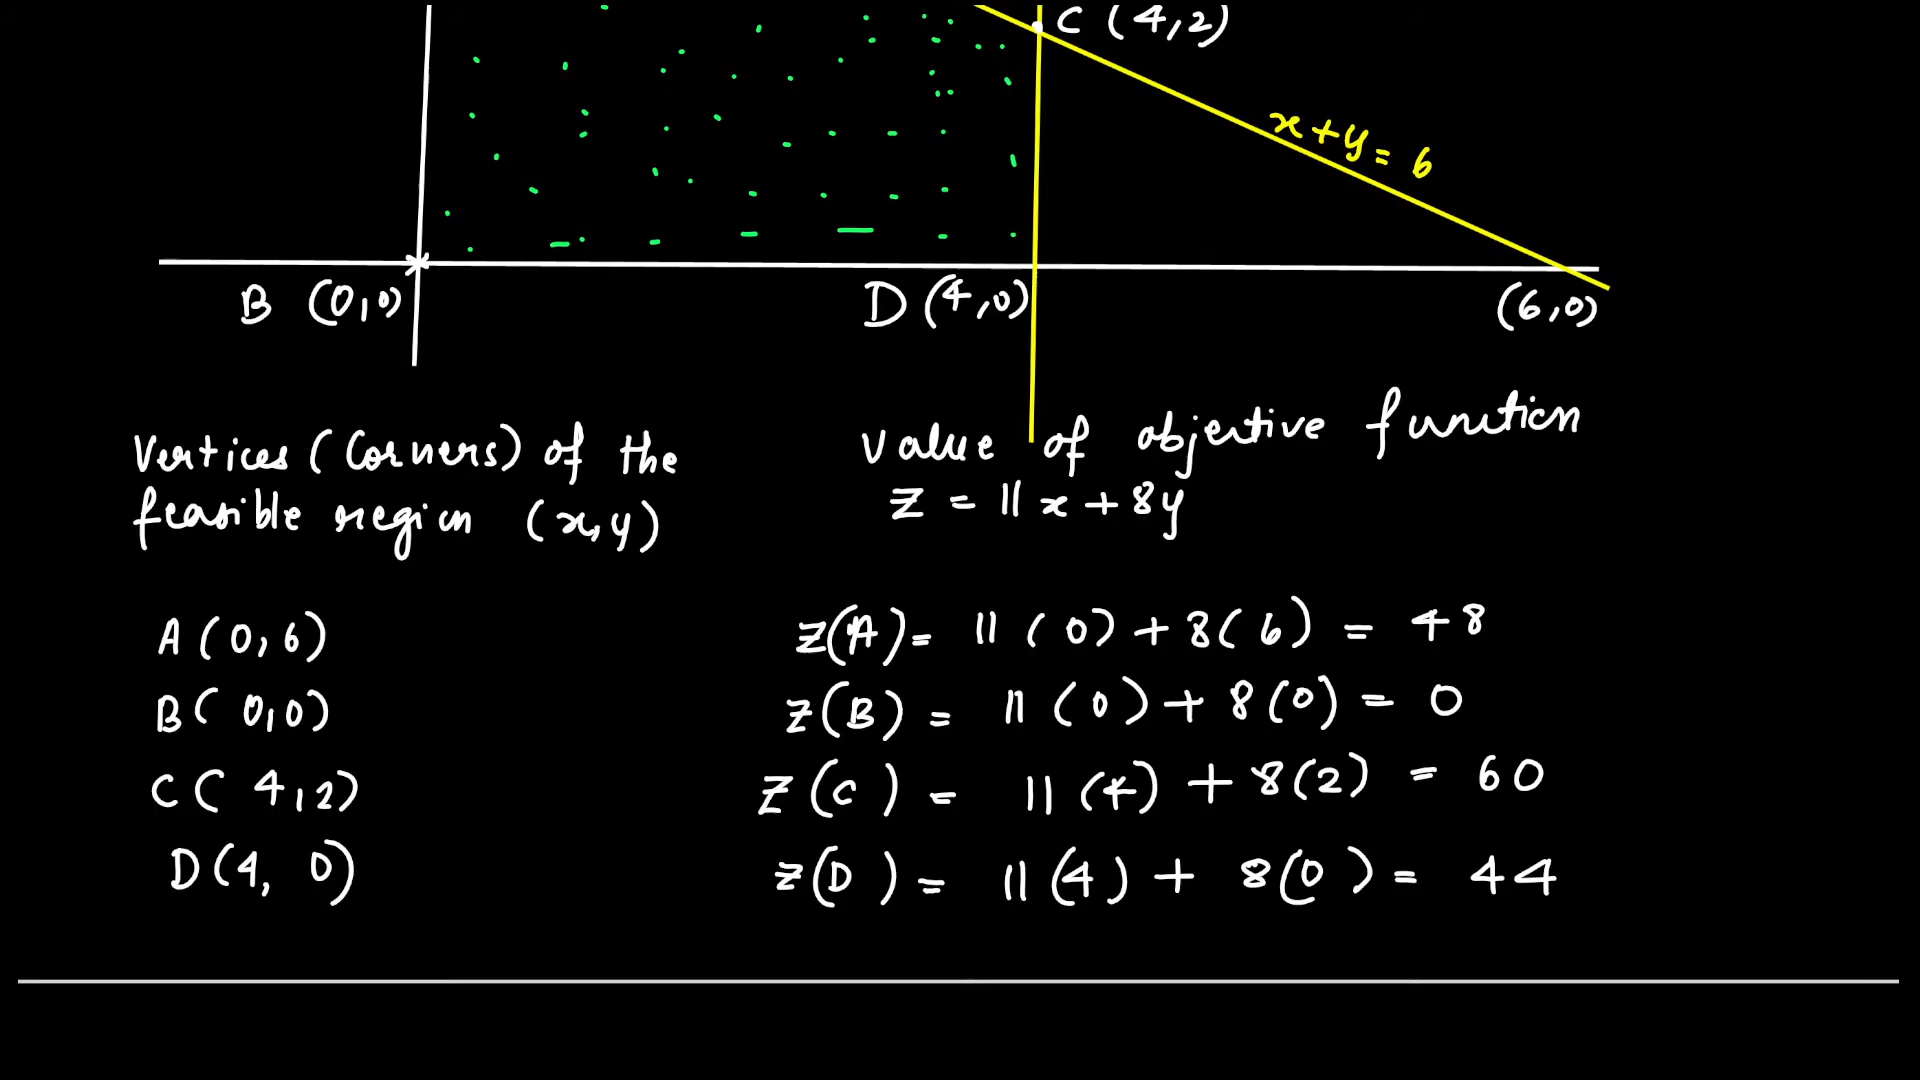 C (4,2)
x+y=6
B (0,0)
D (4,0)
(6,0)
Vertices (Corners) of the
feasible region (x,y)
value of objective function
Z = 11x+8y
A(0,6)
Z(A)= 11(0)+8(6) = 48
B(0,0)
Z(B) = 11(0)+8(0) = 0
C(4,2)
Z(C) = 11(4)+8(2) = 60
D(4, 0)
Z(D) = 11(4)+8(0) = 44